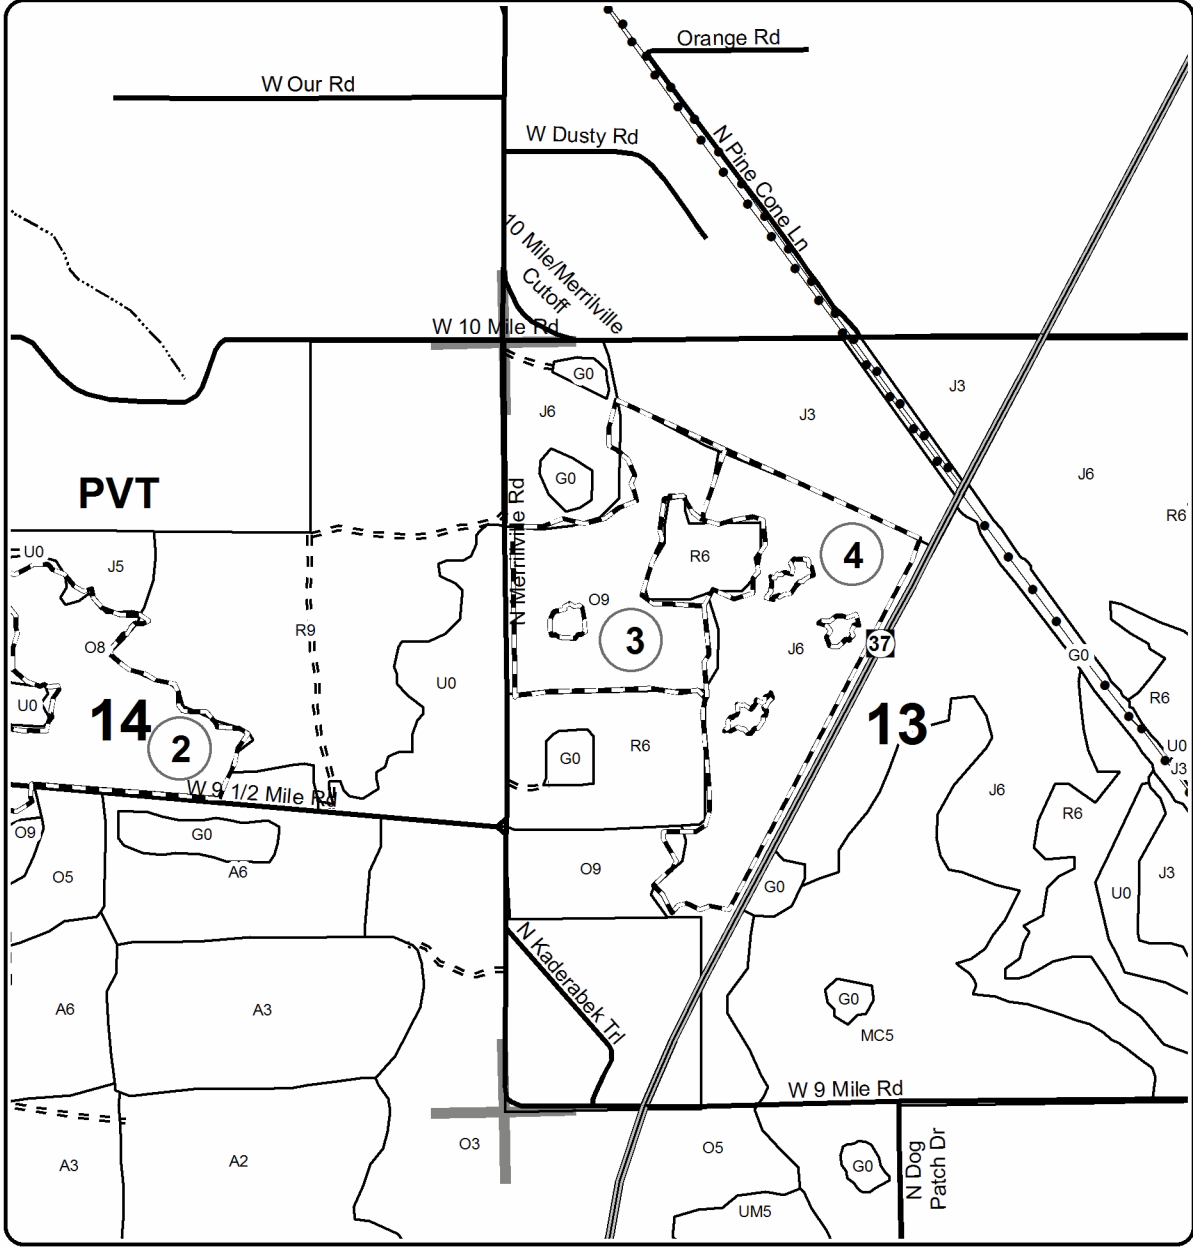 Orange Rd
W Our Rd
W Dusty Rd
N Pine Cone Ln
10 Mile/Merrilville
Cutoff
W 10 Mile Rd
G0
J3
J3
J6
G0
J6
PVT
N Merrillville Rd
R6
U0
J5
R6
4
O9
R9
3
37
O8
J6
G0
U0
U0
14
R6
13
R6
2
U0
G0
J3
W 9 1/2 Mile Rd
J6
R6
O9
G0
A6
O5
O9
G0
U0
J3
N Kaderabek Trl
A6
A3
G0
MC5
W 9 Mile Rd
O3
O5
A3
A2
G0
N Dog
Patch Dr
UM5